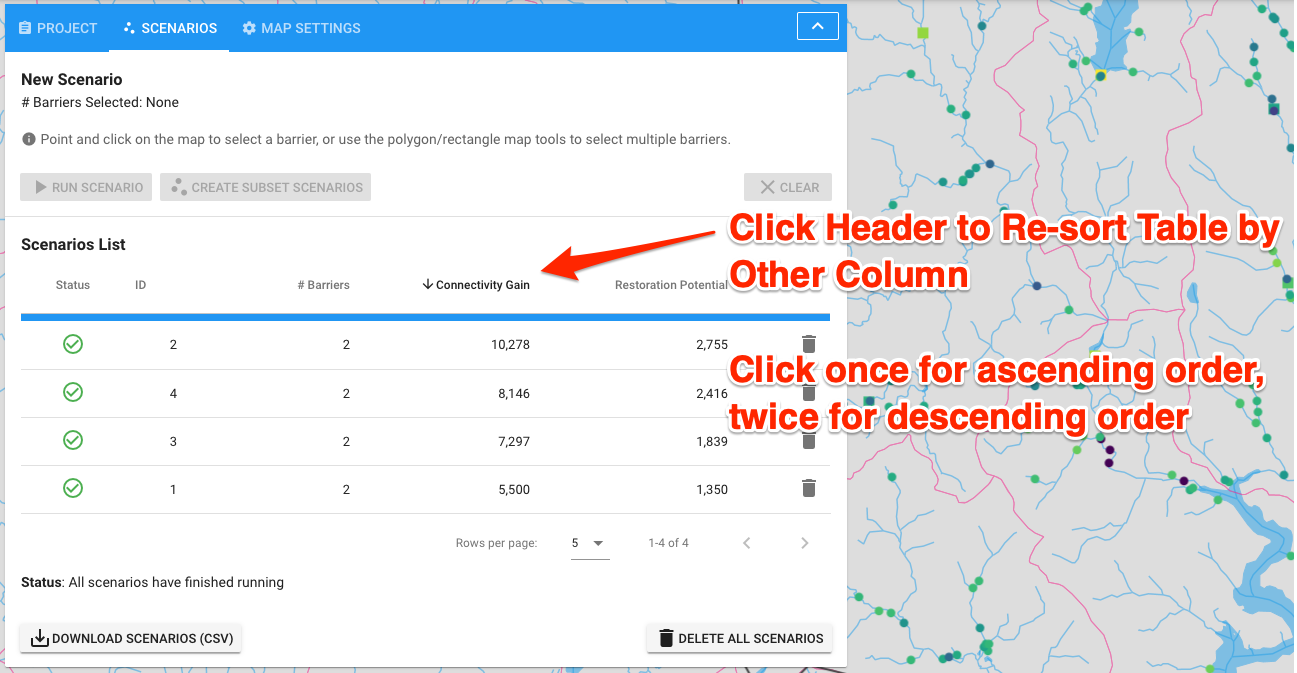 PROJECT SCENARIOS MAP SETTINGS
New Scenario
# Barriers Selected: None
Point and click on the map to select a barrier, or use the polygon/rectangle map tools to select multiple barriers.
RUN SCENARIO CREATE SUBSET SCENARIOS CLEAR
Click Header to Re-sort Table by
Other Column
Scenarios List
Status ID # Barriers Connectivity Gain Restoration Potential
2 2 10,278 2,755
Click once for ascending order,
twice for descending order
4 2 8,146 2,416
3 2 7,297 1,839
1 2 5,500 1,350
Rows per page: 5 1-4 of 4
Status: All scenarios have finished running
DOWNLOAD SCENARIOS (CSV) DELETE ALL SCENARIOS